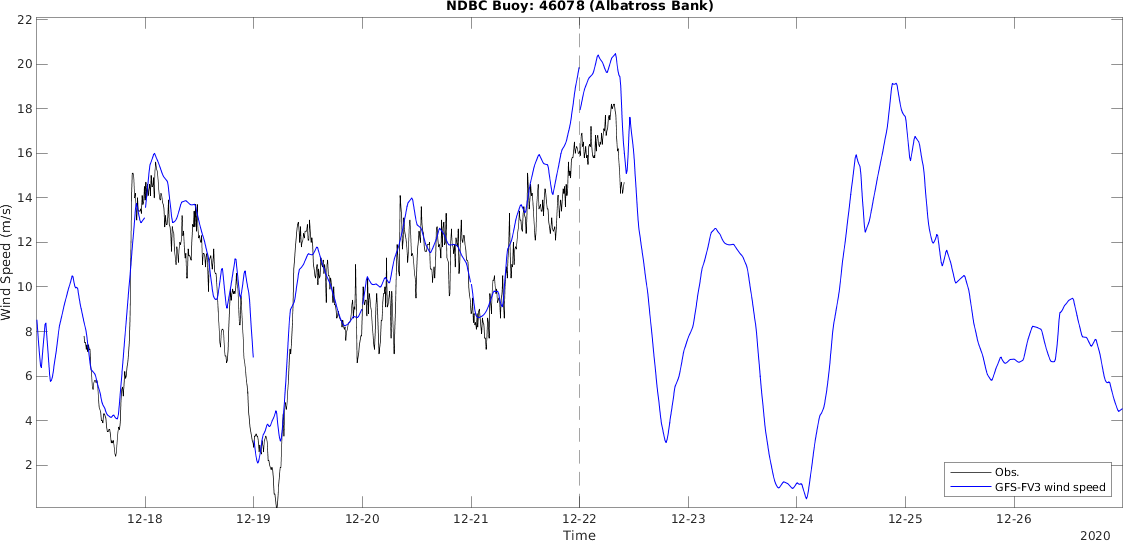 NDBC Buoy: 46078 (Albatross Bank)
22
20
18
16
14
12
10
8
6
4
2
Wind Speed (m/s)
Obs.
GFS-FV3 wind speed
12-18 12-19 12-20 12-21 12-22 12-23 12-24 12-25 12-26
Time
2020